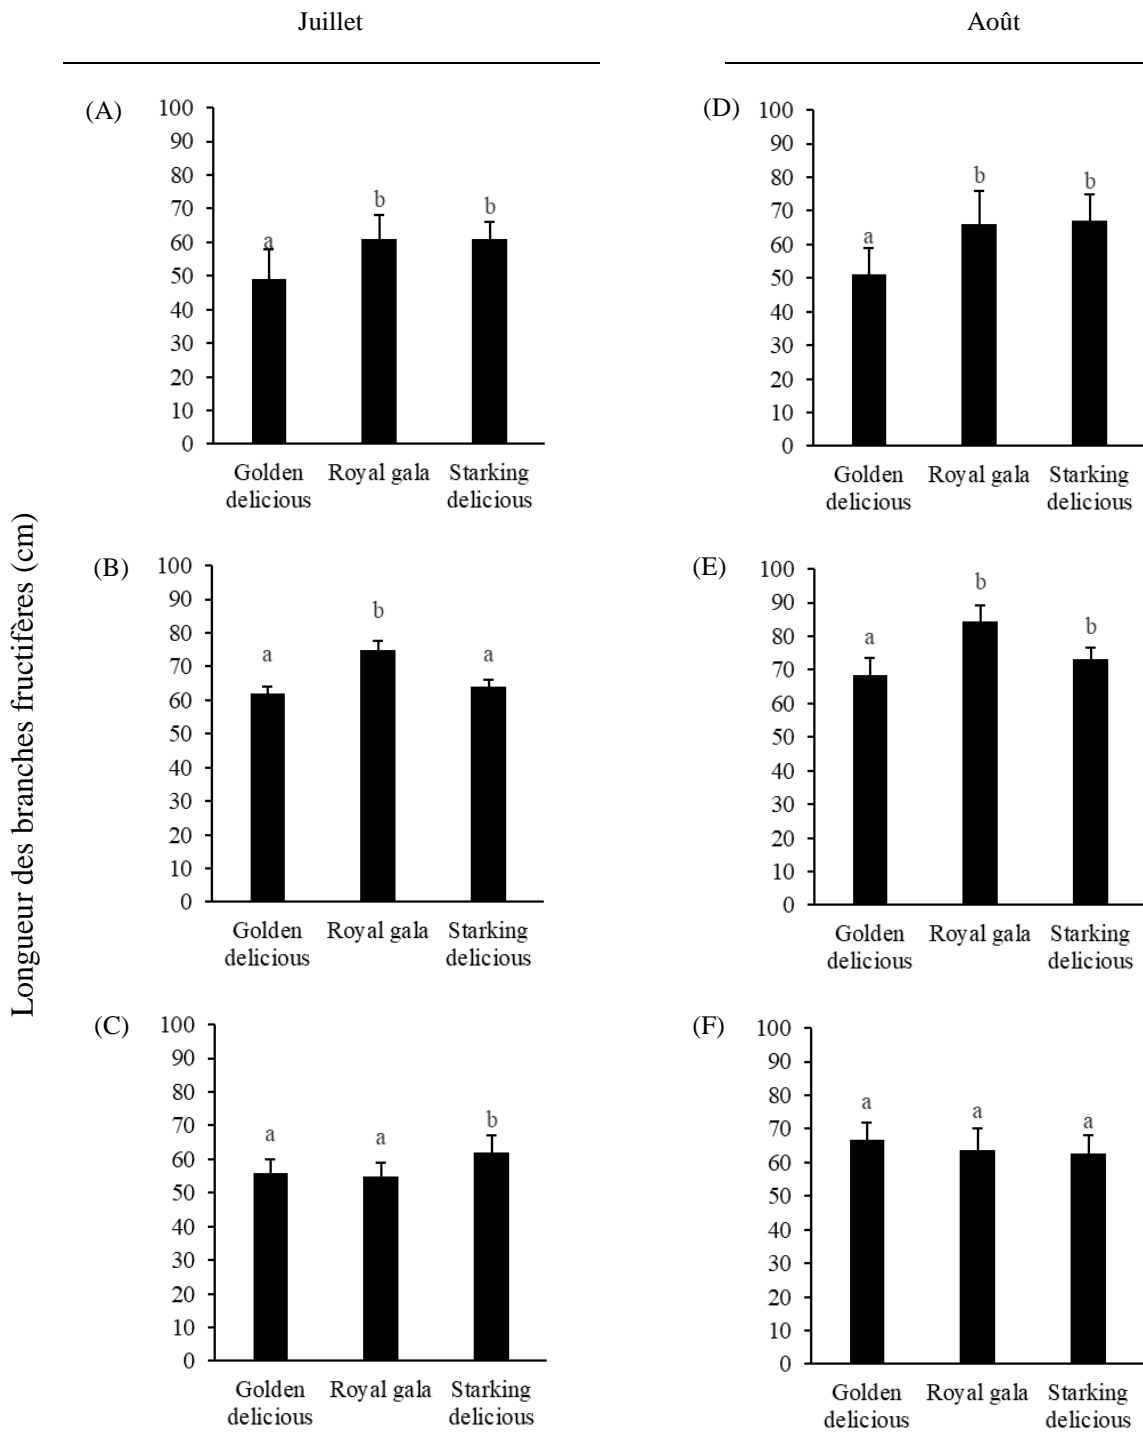 Juillet
Août
Longueur des branches fructifères (cm)
(A)
100
90
80
70
60
50
40
30
20
10
0
a
b
b
Golden delicious
Royal gala
Starking delicious
(D)
100
90
80
70
60
50
40
30
20
10
0
a
b
b
Golden delicious
Royal gala
Starking delicious
(B)
100
90
80
70
60
50
40
30
20
10
0
a
b
a
Golden delicious
Royal gala
Starking delicious
(E)
100
90
80
70
60
50
40
30
20
10
0
a
b
b
Golden delicious
Royal gala
Starking delicious
(C)
100
90
80
70
60
50
40
30
20
10
0
a
a
b
Golden delicious
Royal gala
Starking delicious
(F)
100
90
80
70
60
50
40
30
20
10
0
a
a
a
Golden delicious
Royal gala
Starking delicious